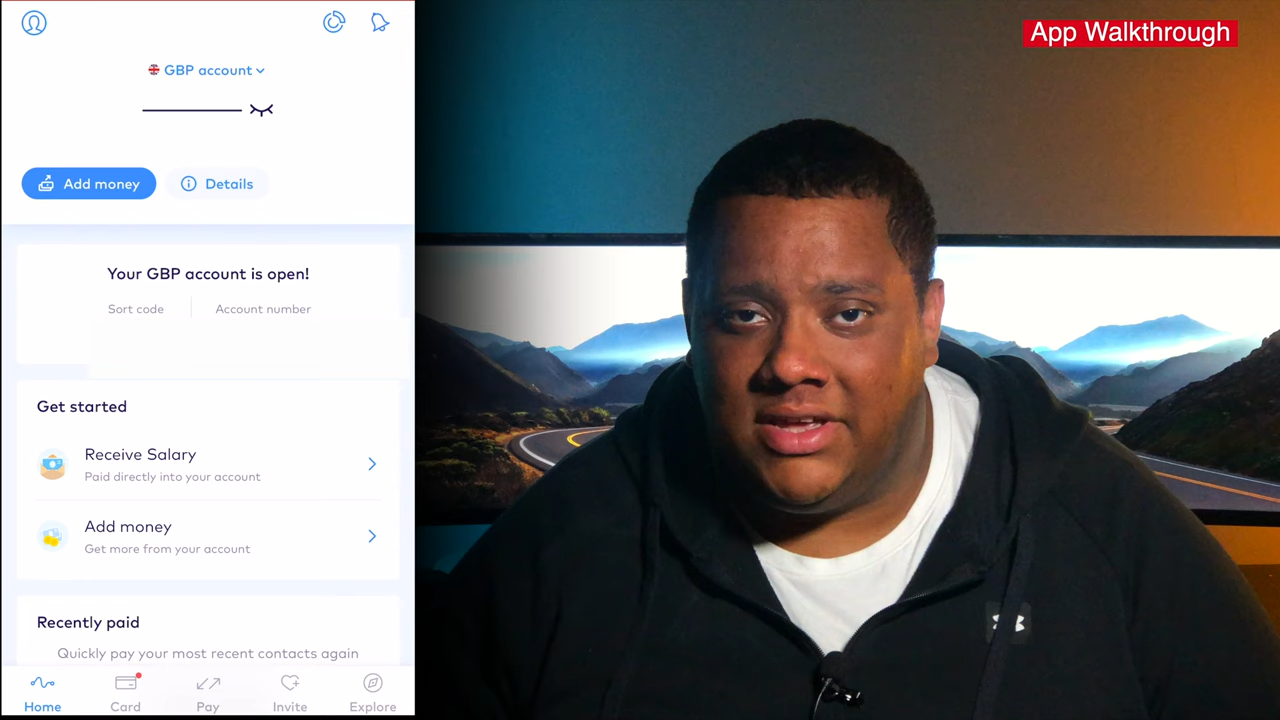 App Walkthrough
GBP account
Add money
Details
Your GBP account is open!
Sort code
Account number
Get started
Receive Salary
Paid directly into your account
Add money
Get more from your account
Recently paid
Quickly pay your most recent contacts again
Home
Card
Pay
Invite
Explore